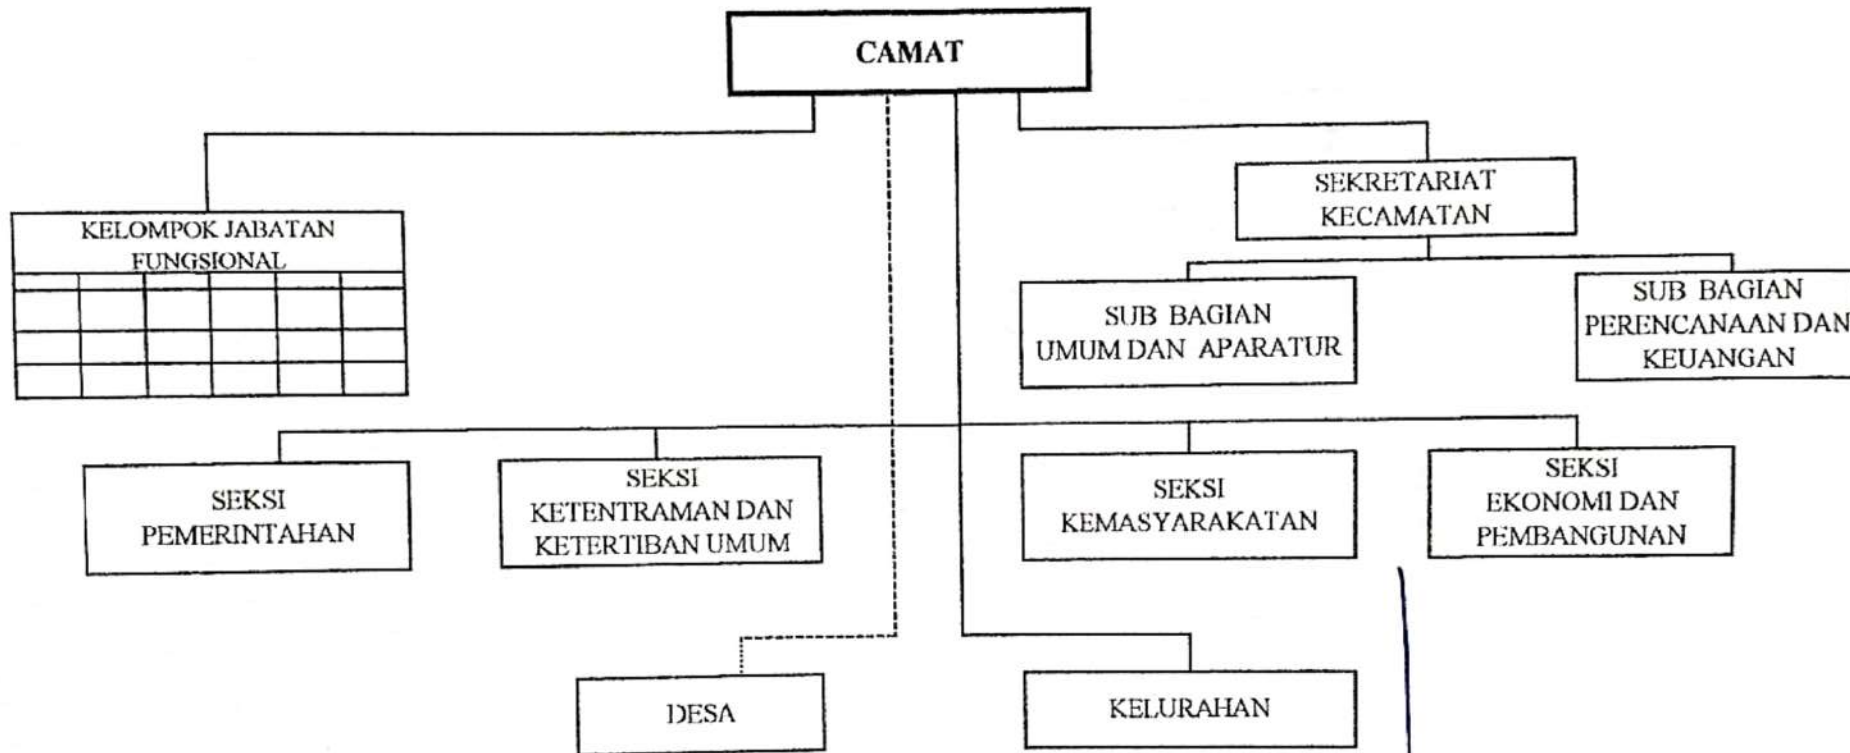 CAMAT
SEKRETARIAT
KECAMATAN
KELOMPOK JABATAN
FUNGSIONAL
SUB BAGIAN
UMUM DAN APARATUR
SUB BAGIAN
PERENCANAAN DAN
KEUANGAN
SEKSI
PEMERINTAHAN
SEKSI
KETENTRAMAN DAN
KETERTIBAN UMUM
SEKSI
KEMASYARAKATAN
SEKSI
EKONOMI DAN
PEMBANGUNAN
DESA
KELURAHAN